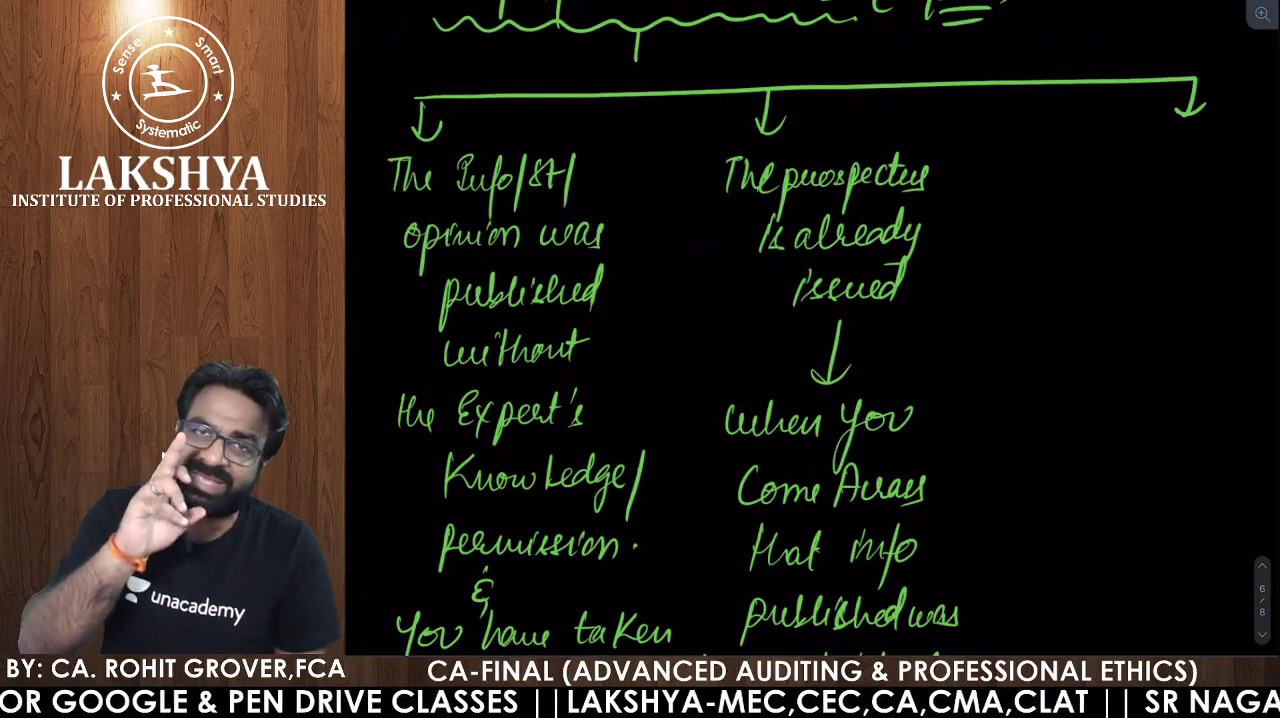 Sense
Smart
Systematic
LAKSHYA
INSTITUTE OF PROFESSIONAL STUDIES
The Info/St/
opinion was
published
without
the Expert's
Knowledge/
permission.
&
You have taken
The prospectus
is already
issued
when you
Come Across
that info
published was
unacademy
6
/
8
BY: CA. ROHIT GROVER,FCA
CA-FINAL (ADVANCED AUDITING & PROFESSIONAL ETHICS)
OR GOOGLE & PEN DRIVE CLASSES ||LAKSHYA-MEC,CEC,CA,CMA,CLAT || SR NAGA